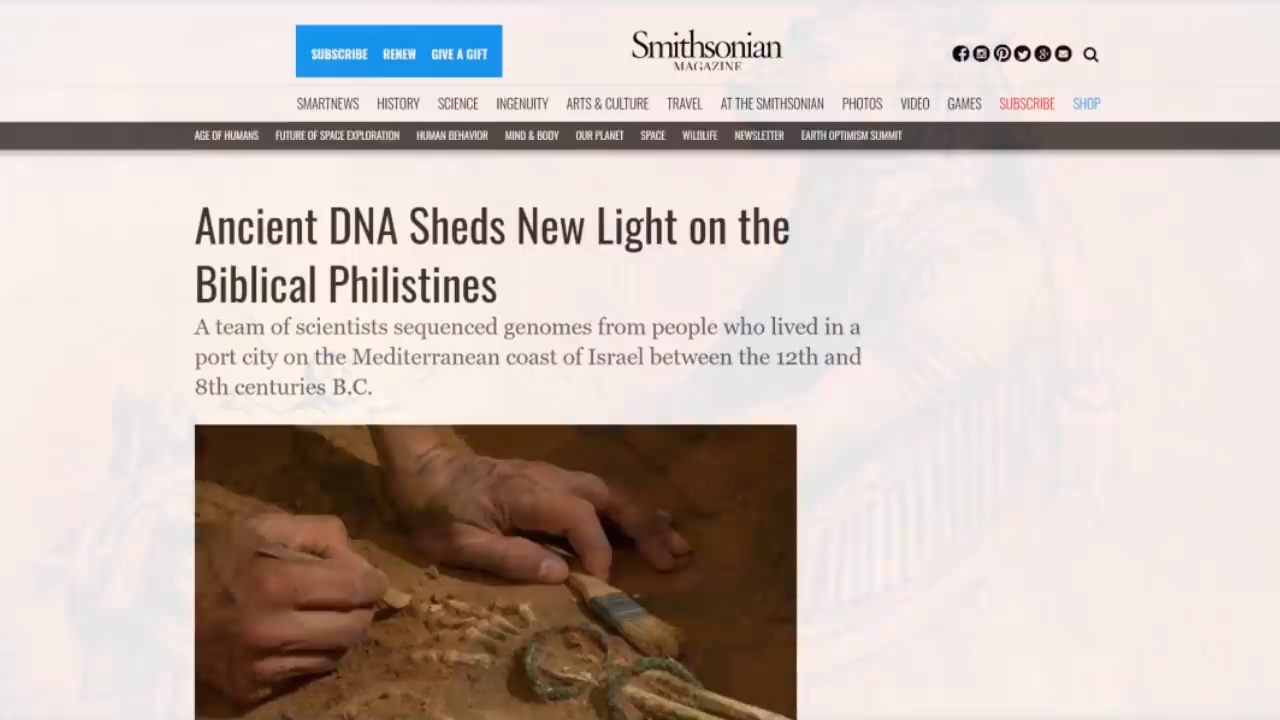 SUBSCRIBE RENEW GIVE A GIFT
Smithsonian
MAGAZINE
SMARTNEWS HISTORY SCIENCE INGENUITY ARTS & CULTURE TRAVEL AT THE SMITHSONIAN PHOTOS VIDEO GAMES SUBSCRIBE SHOP
AGE OF HUMANS FUTURE OF SPACE EXPLORATION HUMAN BEHAVIOR MIND & BODY OUR PLANET SPACE WILDLIFE NEWSLETTER EARTH OPTIMISM SUMMIT
Ancient DNA Sheds New Light on the
Biblical Philistines
A team of scientists sequenced genomes from people who lived in a
port city on the Mediterranean coast of Israel between the 12th and
8th centuries B.C.